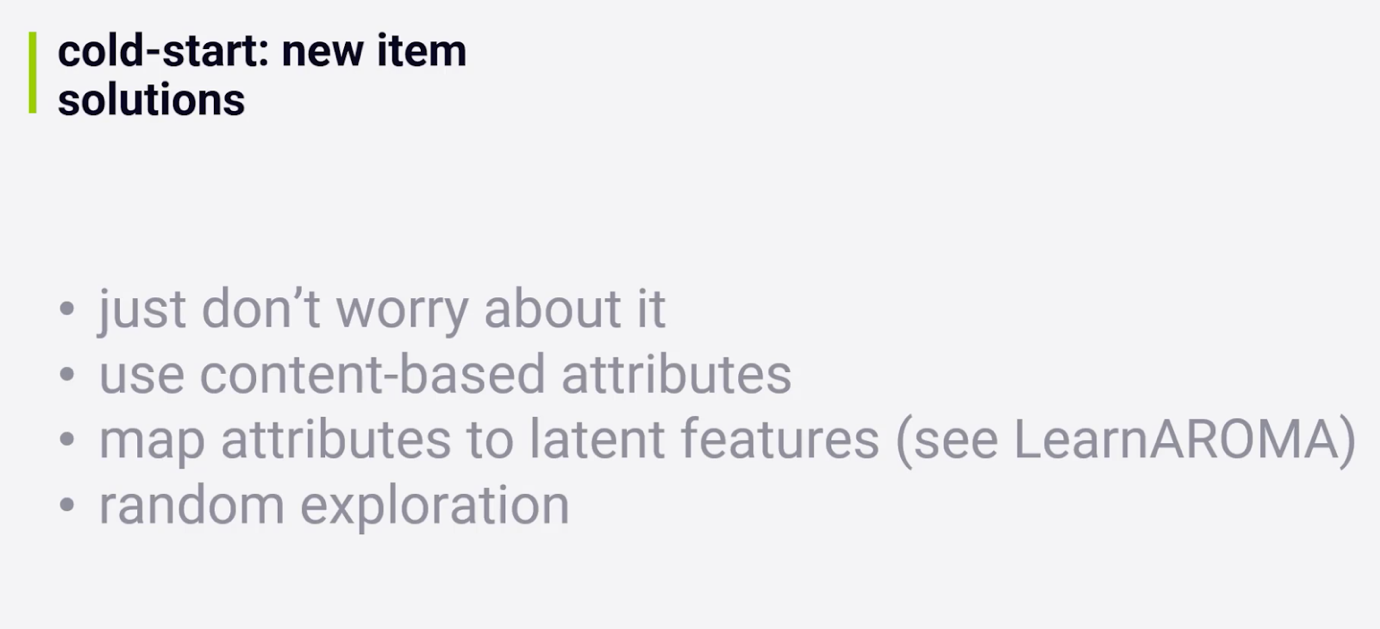 cold-start: new item
solutions
• just don’t worry about it
• use content-based attributes
• map attributes to latent features (see LearnAROMA)
• random exploration